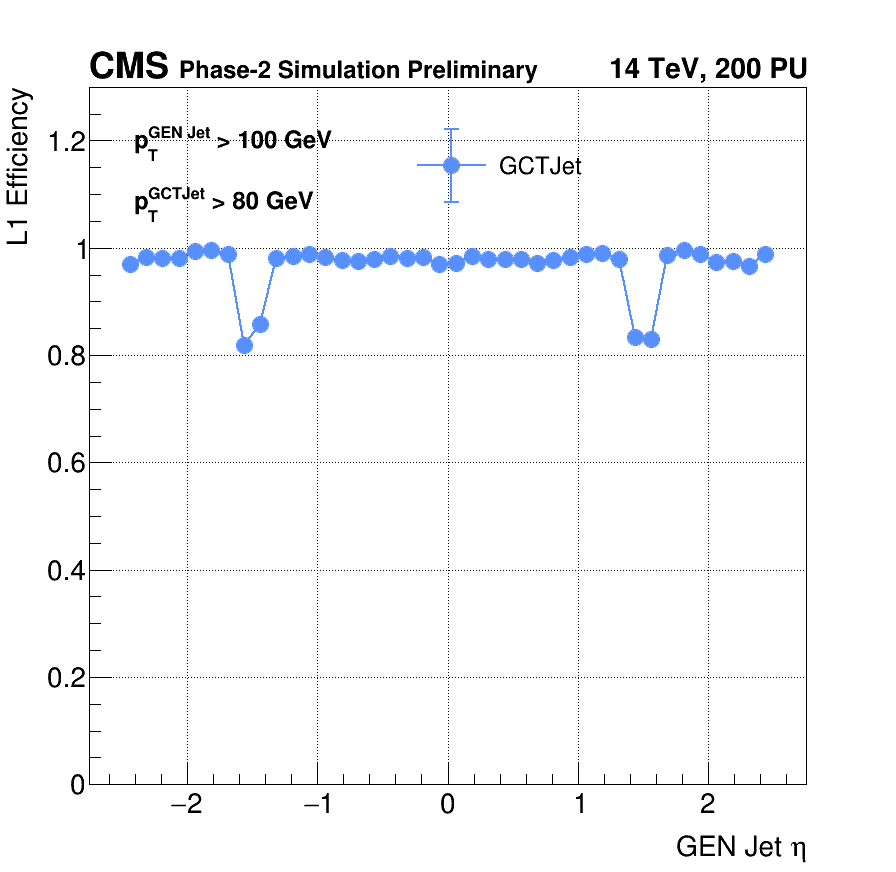 CMS Phase-2 Simulation Preliminary 14 TeV, 200 PU
L1 Efficiency
p_T^GEN Jet > 100 GeV
GCTJet
p_T^GCTJet > 80 GeV
1.2
1
0.8
0.6
0.4
0.2
0
−2 −1 0 1 2
GEN Jet η